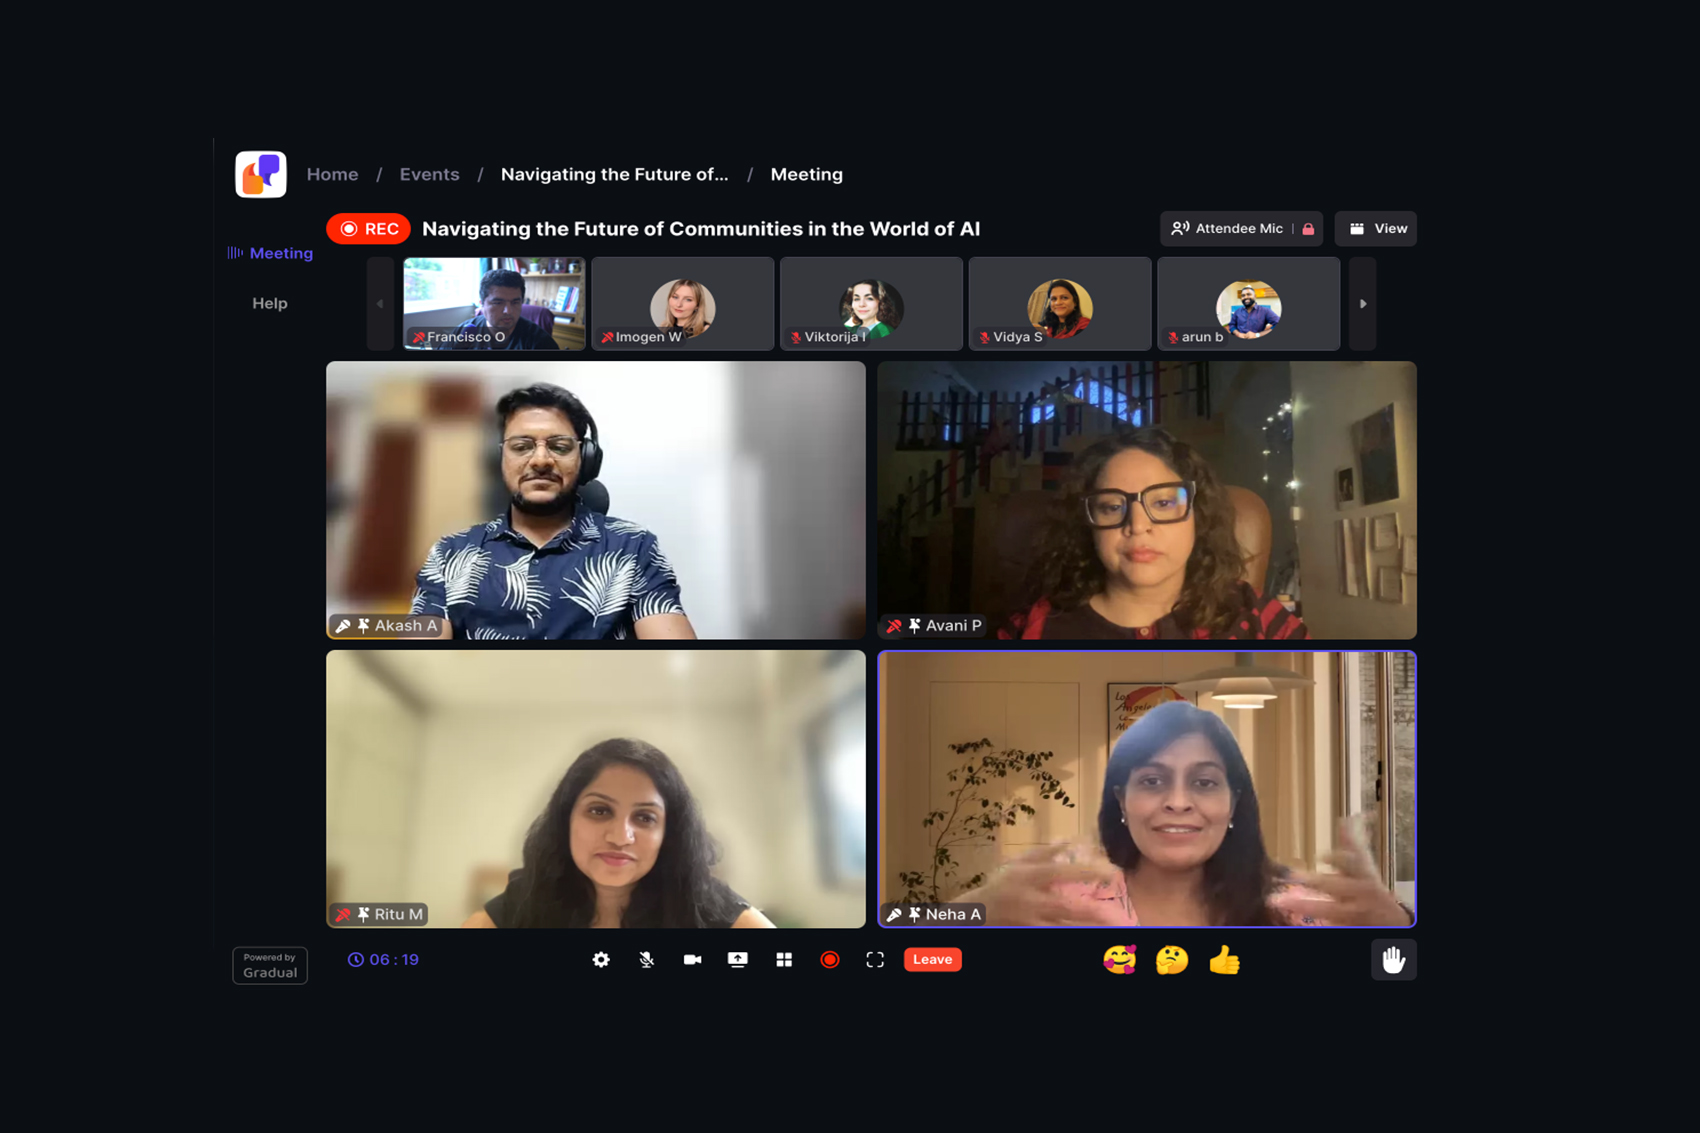 Home / Events / Navigating the Future of... / Meeting
REC
Navigating the Future of Communities in the World of AI
Attendee Mic
View
Meeting
Help
Francisco O
Imogen W
Viktorija I
Vidya S
arun b
Akash A
Avani P
Los
Angeles
Ritu M
Neha A
Powered by
Gradual
06 : 19
Leave